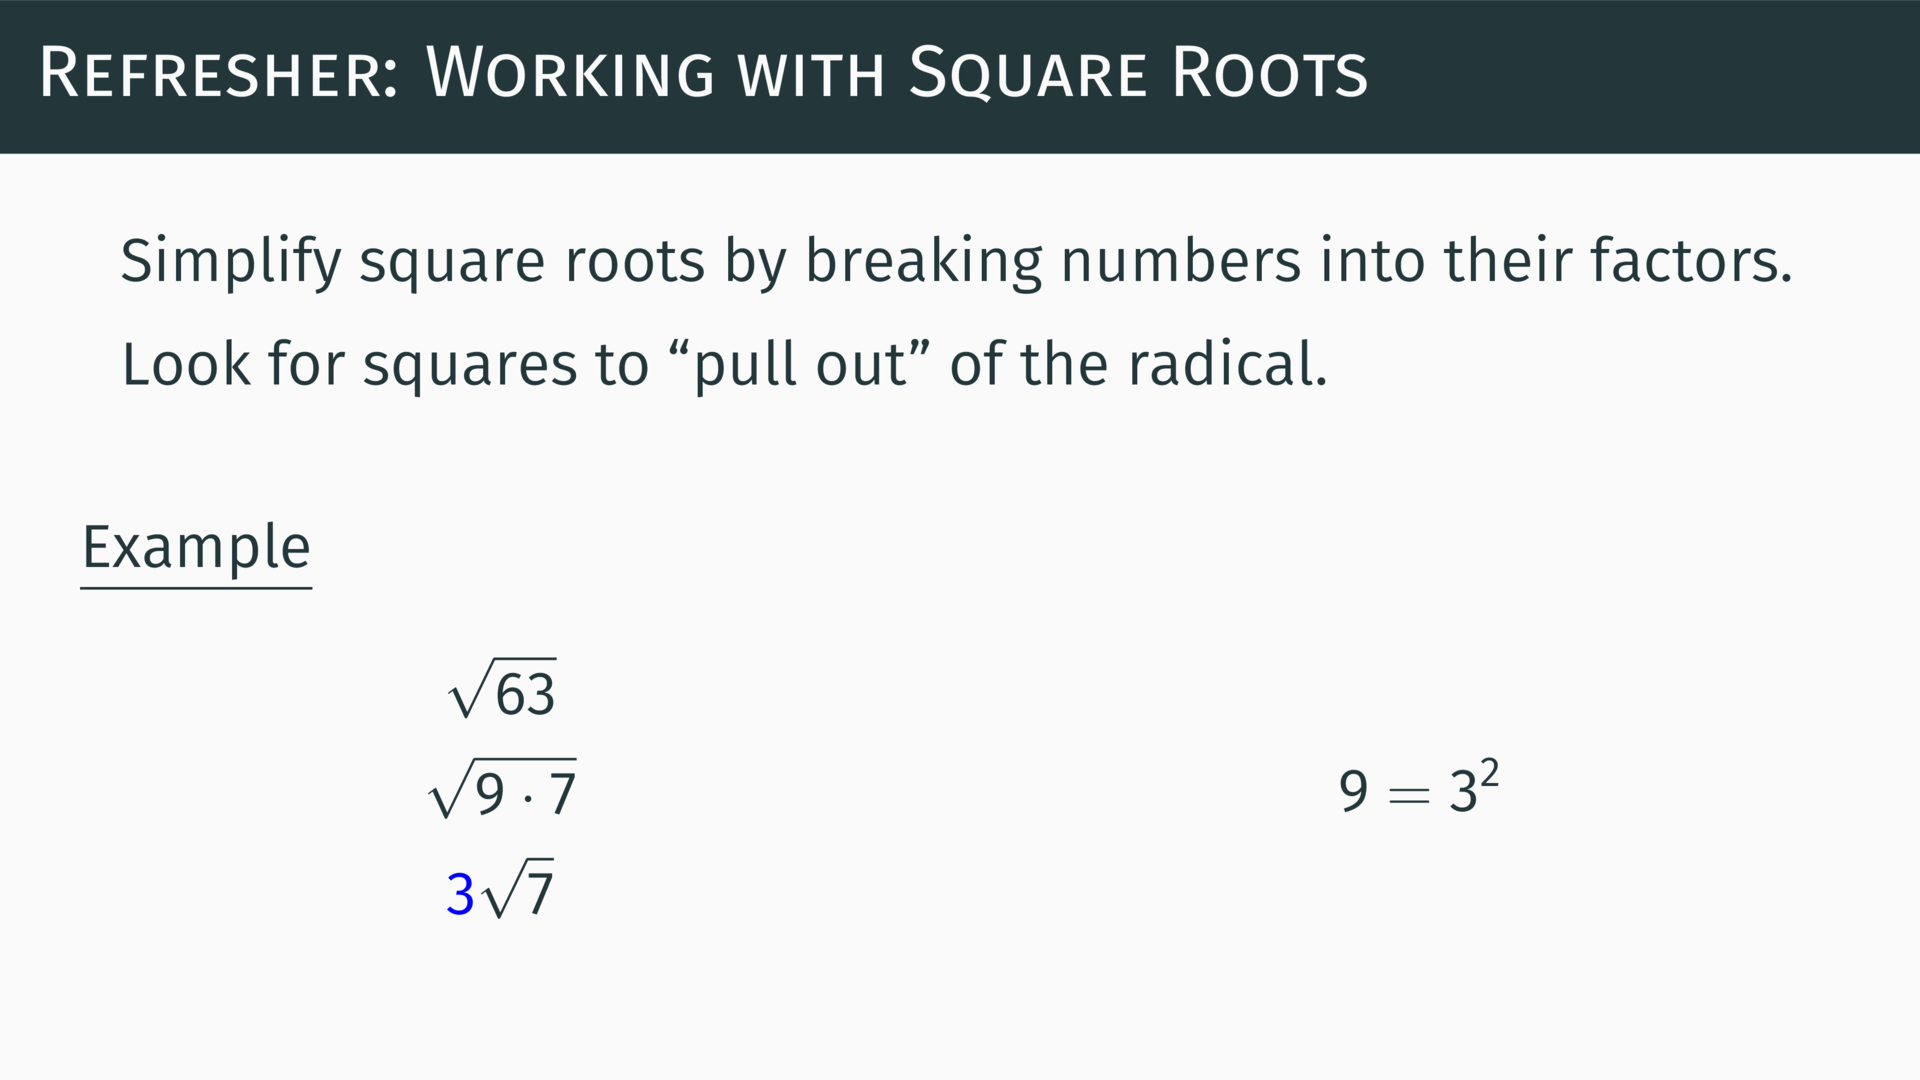 Refresher: Working with Square Roots
Simplify square roots by breaking numbers into their factors.
Look for squares to “pull out” of the radical.
Example
√63
√9 · 7
9 = 3²
3√7